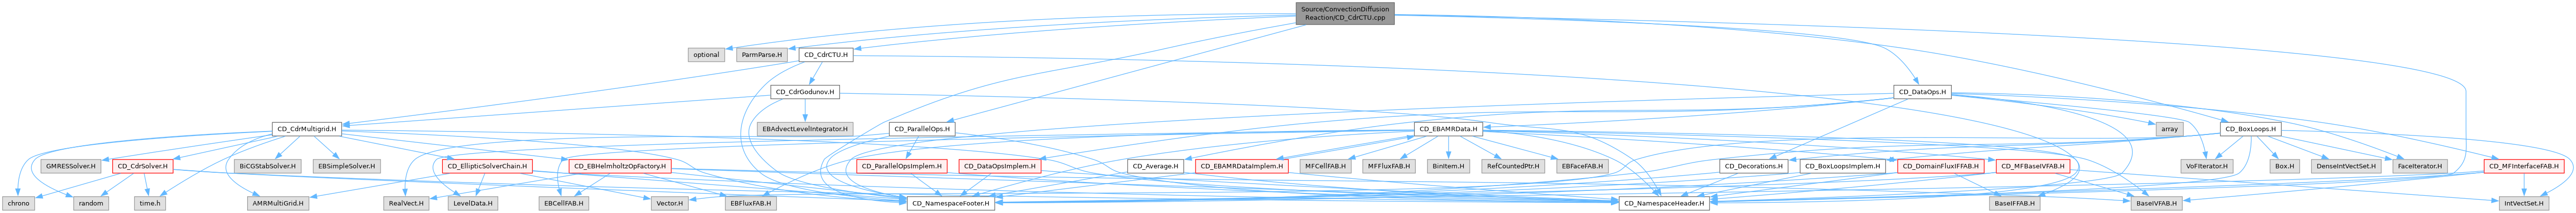 Source/ConvectionDiffusion
Reaction/CD_CdrCTU.cpp
optional
ParmParse.H
CD_CdrCTU.H
CD_CdrGodunov.H
CD_DataOps.H
EBAdvectLevelIntegrator.H
CD_CdrMultigrid.H
CD_ParallelOps.H
CD_EBAMRData.H
array
CD_BoxLoops.H
GMRESSolver.H
CD_CdrSolver.H
BiCGStabSolver.H
EBSimpleSolver.H
CD_EllipticSolverChain.H
CD_EBHelmholtzOpFactory.H
CD_ParallelOpsImplem.H
CD_DataOpsImplem.H
CD_Average.H
CD_EBAMRDataImplem.H
MFCellFAB.H
MFFluxFAB.H
BinItem.H
RefCountedPtr.H
EBFaceFAB.H
CD_Decorations.H
CD_BoxLoopsImplem.H
CD_DomainFluxIFFAB.H
CD_MFBaseIVFAB.H
VoFIterator.H
Box.H
DenseIntVectSet.H
FaceIterator.H
CD_MFInterfaceFAB.H
chrono
random
time.h
AMRMultiGrid.H
RealVect.H
LevelData.H
EBCellFAB.H
Vector.H
EBFluxFAB.H
CD_NamespaceFooter.H
CD_NamespaceHeader.H
BaseIFFAB.H
BaseIVFAB.H
IntVectSet.H